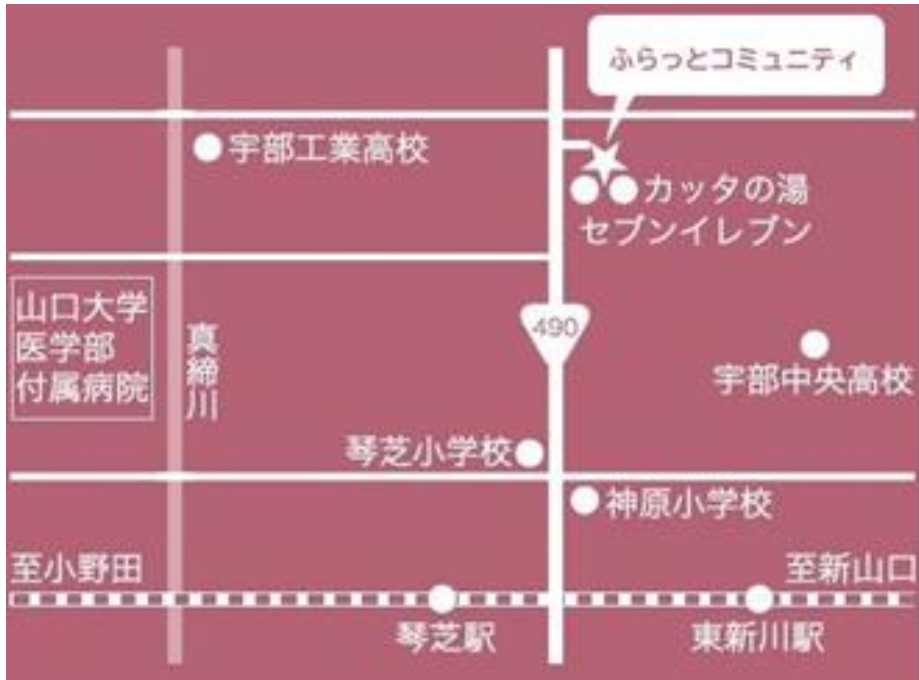 ふらっとコミュニティ
宇部工業高校
カッタの湯
セブンイレブン
山口大学
医学部
付属病院
真締川
490
宇部中央高校
琴芝小学校
神原小学校
至小野田
至新山口
琴芝駅
東新川駅